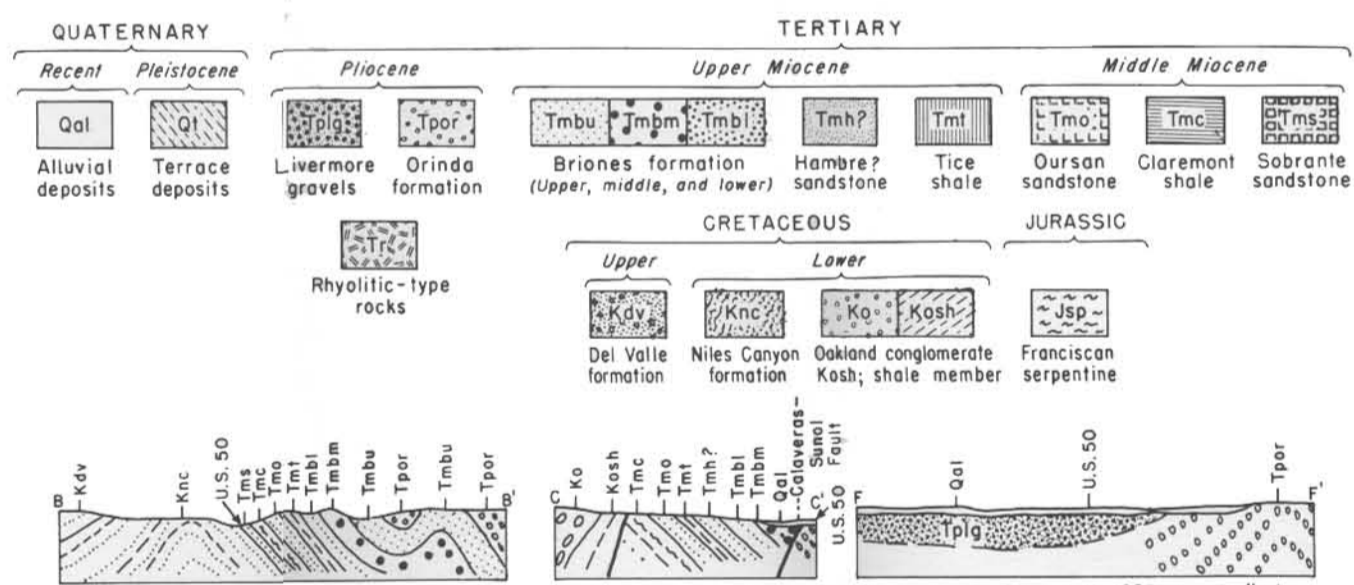 QUATERNARY
TERTIARY
Recent Pleistocene Pliocene Upper Miocene Middle Miocene
Qal Qt Tplg Tpor Tmbu Tmbm Tmbl Tmh? Tmt Tmo Tmc Tms
Alluvial Terrace Livermore Orinda Briones formation Hambre? Tice Oursan Claremont Sobrante
deposits deposits gravels formation (Upper, middle, and lower) sandstone shale sandstone shale sandstone
CRETACEOUS JURASSIC
Tr
Upper Lower
Rhyolitic-type
rocks
Kdv Knc Ko Kosh Jsp
Del Valle Niles Canyon Oakland conglomerate Franciscan
formation formation Kosh; shale member serpentine
B
Kdv
Knc
U.S. 50
Tms
Tmc
Tmo
Tmt
Tmbl
Tmbm
Tmbu
Tpor
Tmbu
Tpor
B'
C
Ko
Kosh
Tmc
Tmo
Tmt
Tmh?
Tmbl
Tmbm
Qal
Calaveras-
Sunol
Fault
C'
U.S. 50
F
Qal
U.S. 50
Tpor
F'
Tplg